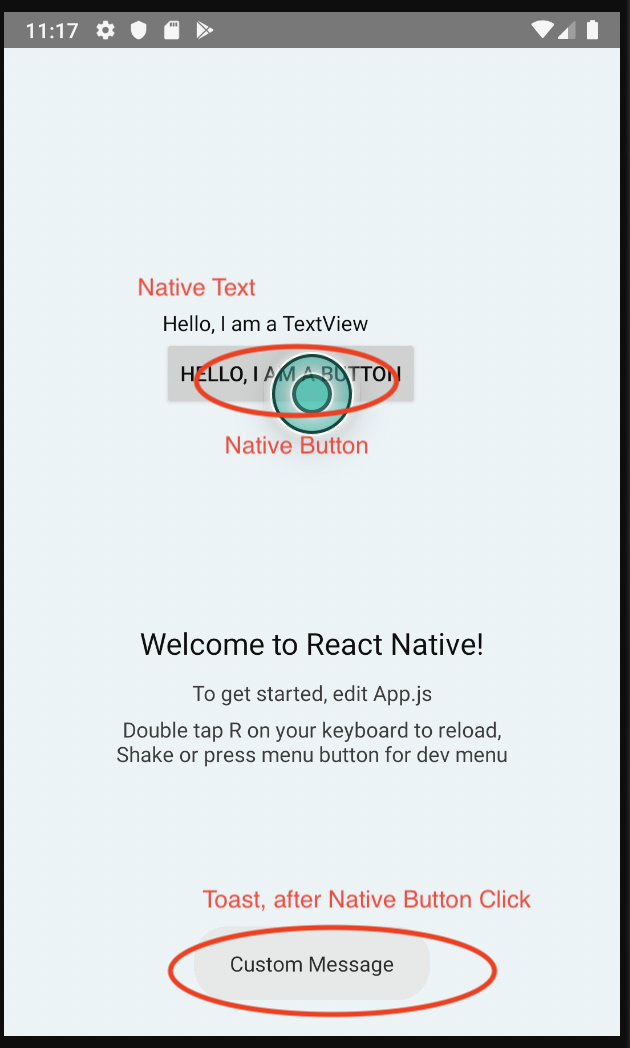 11:17
Native Text
Hello, I am a TextView
HELLO, I AM A BUTTON
Native Button
Welcome to React Native!
To get started, edit App.js
Double tap R on your keyboard to reload,
Shake or press menu button for dev menu
Toast, after Native Button Click
Custom Message